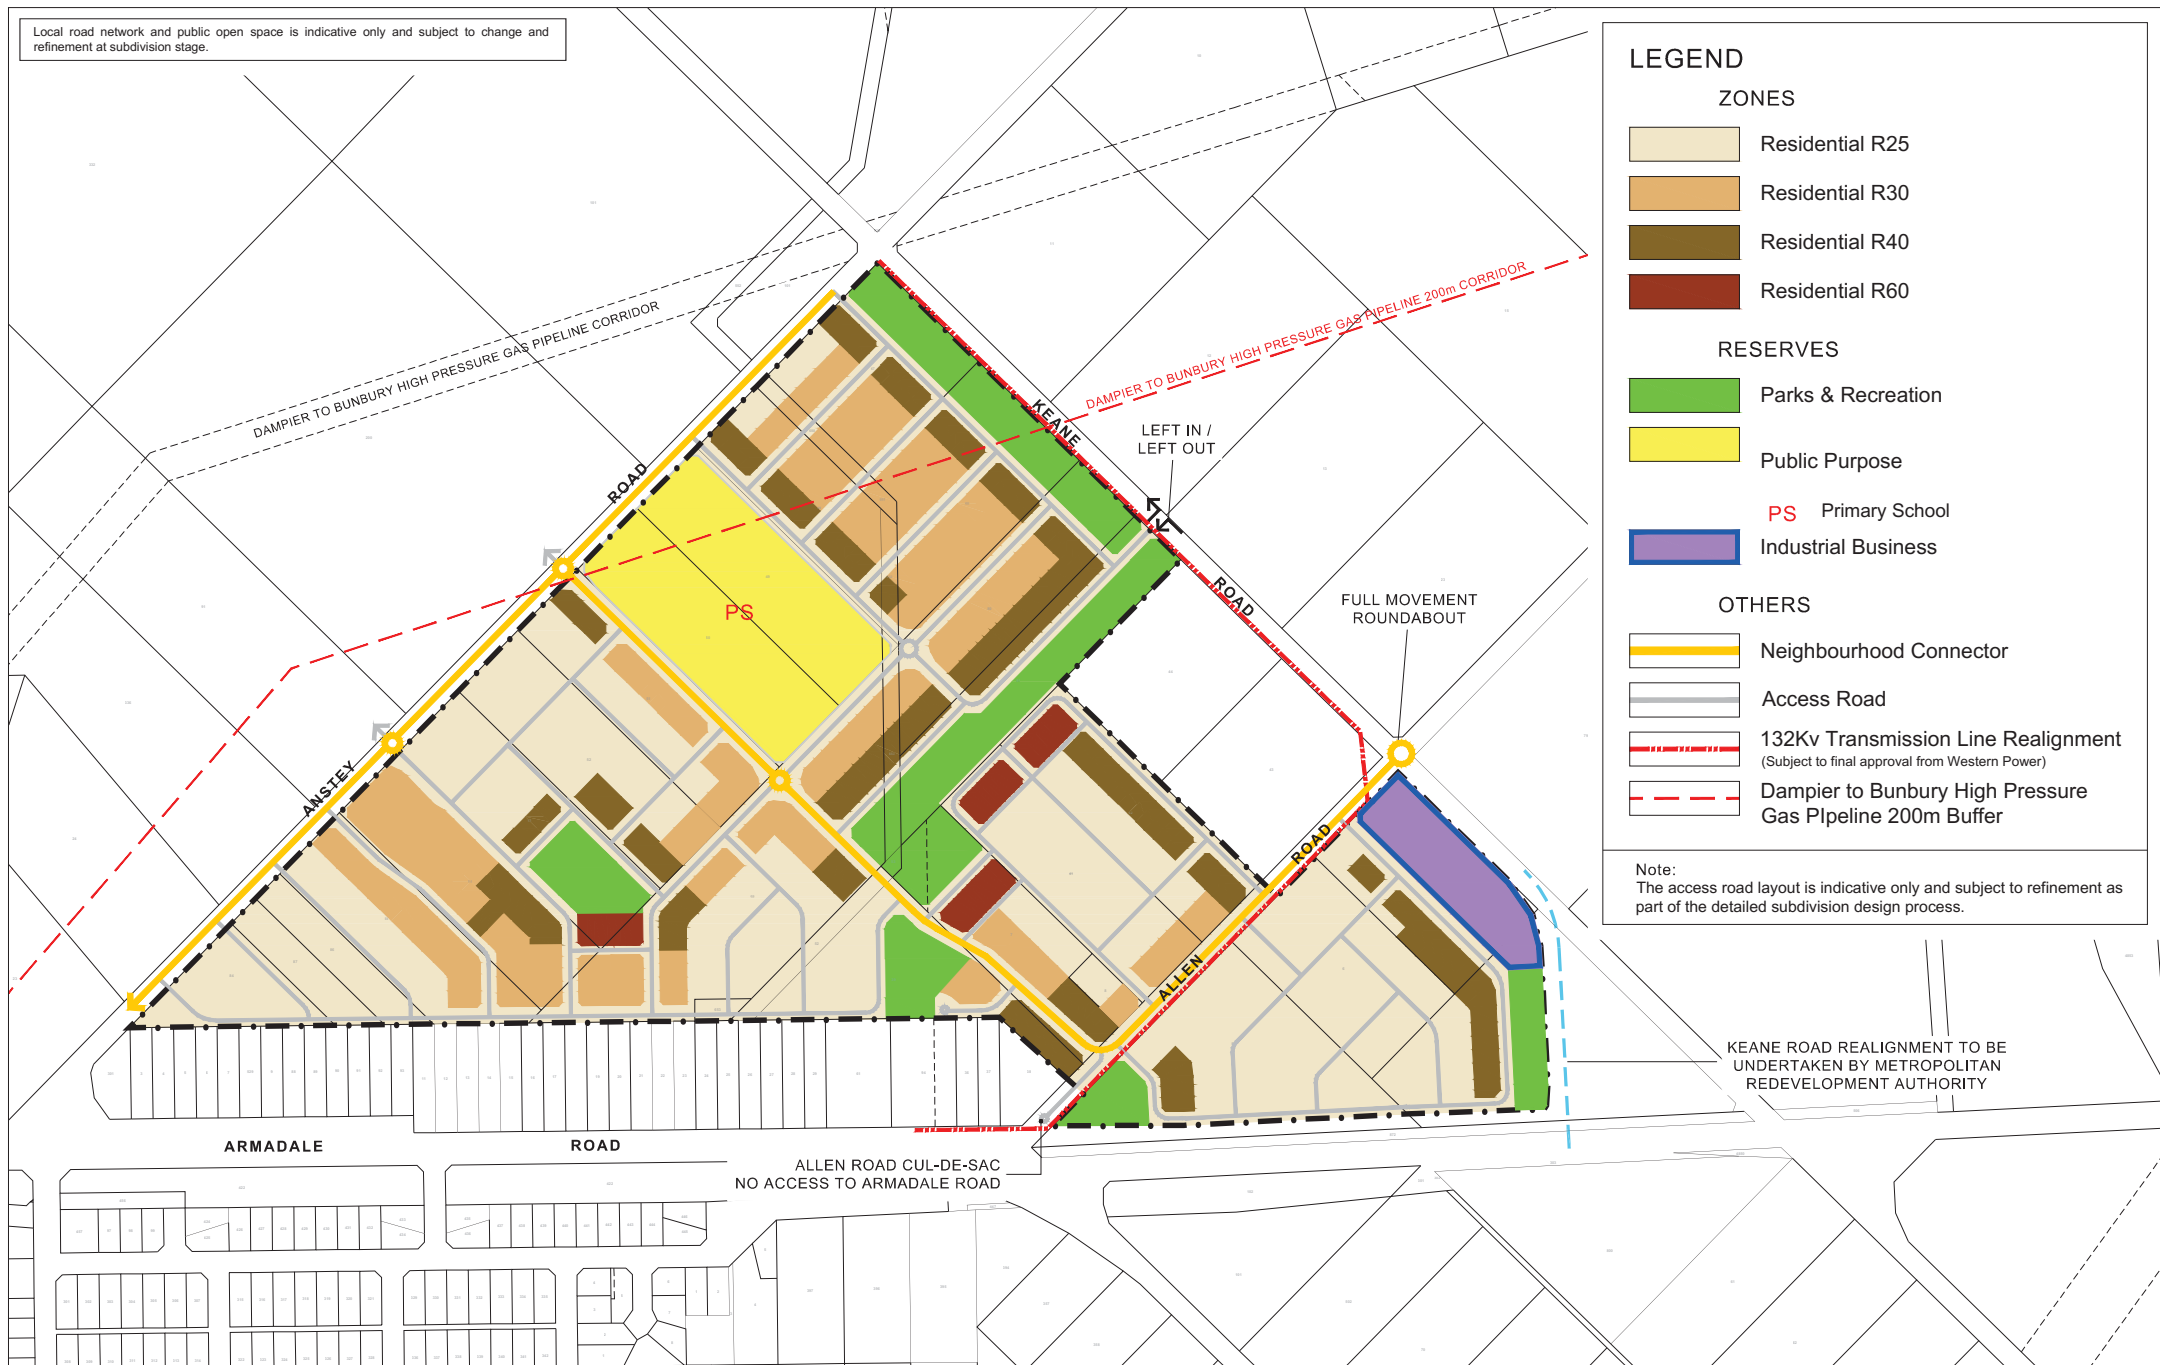 Local road network and public open space is indicative only and subject to change and
refinement at subdivision stage.
DAMPIER TO BUNBURY HIGH PRESSURE GAS PIPELINE CORRIDOR
DAMPIER TO BUNBURY HIGH PRESSURE GAS PIPELINE 200m CORRIDOR
KEANE
ROAD
LEFT IN /
LEFT OUT
FULL MOVEMENT
ROUNDABOUT
ANSTEY
ROAD
PS
ALLEN
ROAD
KEANE ROAD REALIGNMENT TO BE
UNDERTAKEN BY METROPOLITAN
REDEVELOPMENT AUTHORITY
ARMADALE
ROAD
ALLEN ROAD CUL-DE-SAC
NO ACCESS TO ARMADALE ROAD
LEGEND
ZONES
Residential R25
Residential R30
Residential R40
Residential R60
RESERVES
Parks & Recreation
Public Purpose
PS Primary School
Industrial Business
OTHERS
Neighbourhood Connector
Access Road
132Kv Transmission Line Realignment
(Subject to final approval from Western Power)
Dampier to Bunbury High Pressure
Gas PIpeline 200m Buffer
Note:
The access road layout is indicative only and subject to refinement as
part of the detailed subdivision design process.